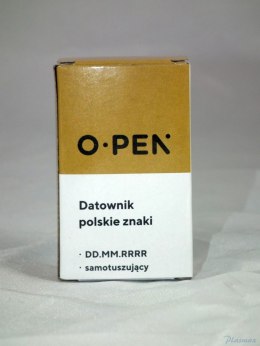 O·PEN
Datownik
polskie znaki
· DD.MM.RRRR
· samotuszujący